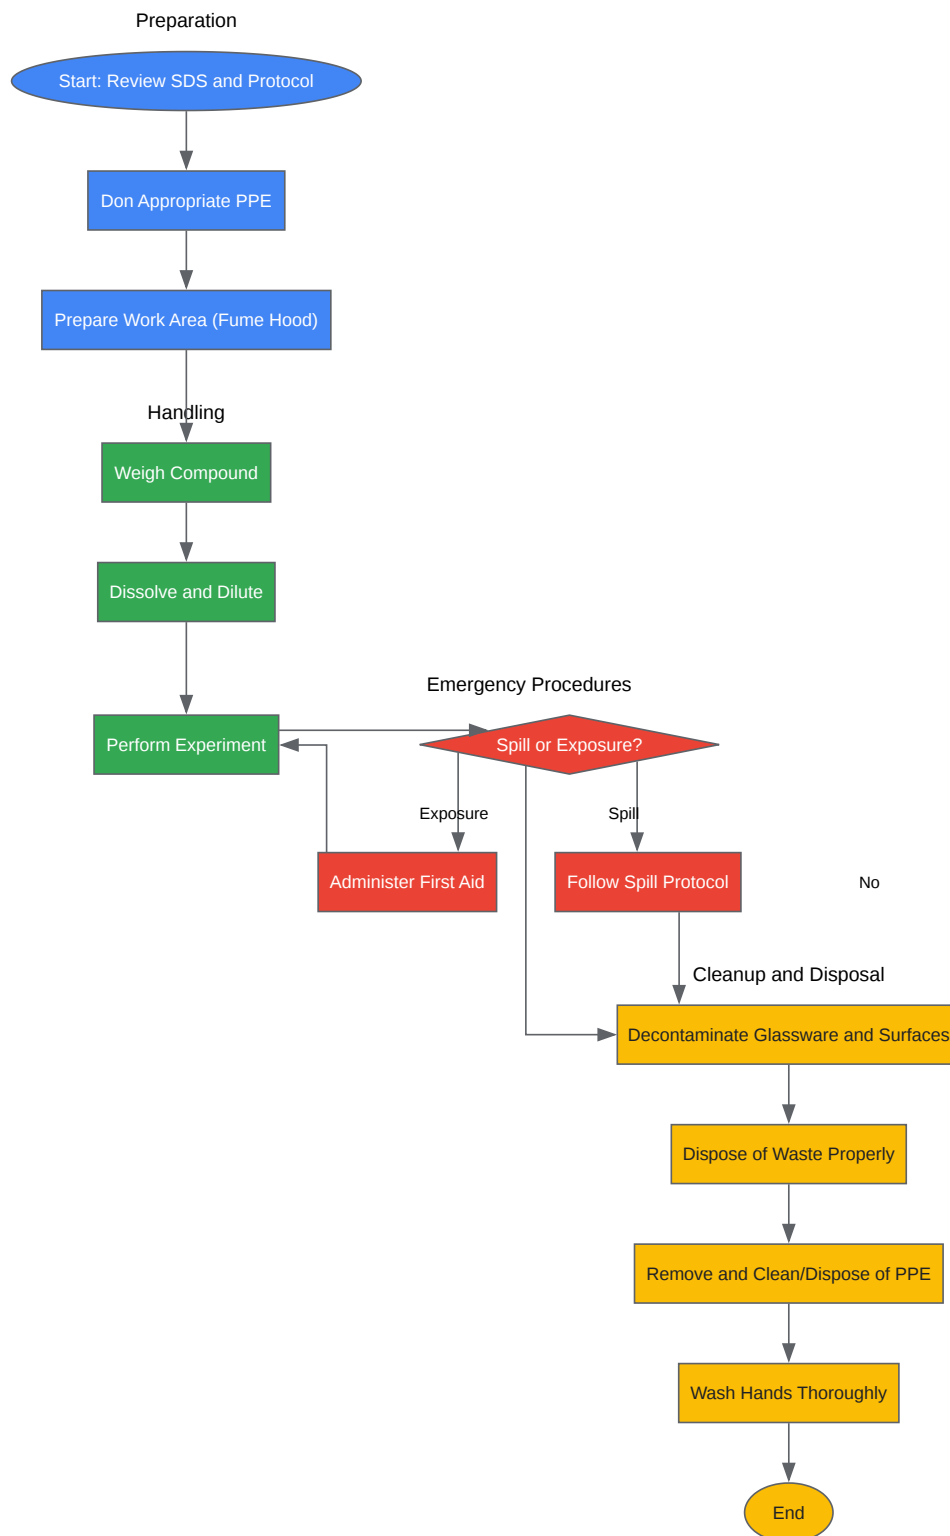 Preparation
Start: Review SDS and Protocol
Don Appropriate PPE
Prepare Work Area (Fume Hood)
Handling
Weigh Compound
Dissolve and Dilute
Emergency Procedures
Perform Experiment
Spill or Exposure?
Exposure
Spill
Administer First Aid
Follow Spill Protocol
No
Cleanup and Disposal
Decontaminate Glassware and Surfaces
Dispose of Waste Properly
Remove and Clean/Dispose of PPE
Wash Hands Thoroughly
End